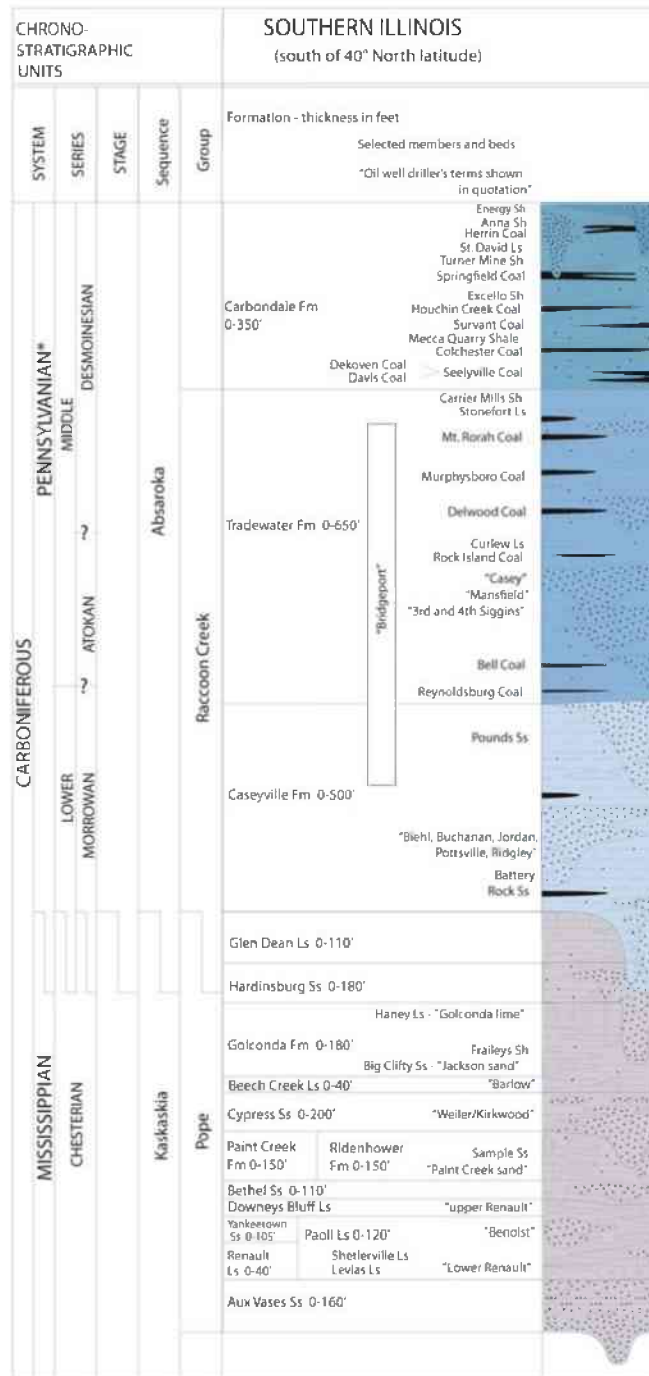 CHRONO-
STRATIGRAPHIC
UNITS
SOUTHERN ILLINOIS
(south of 40° North latitude)
SYSTEM
SERIES
STAGE
Sequence
Group
Formation - thickness in feet
Selected members and beds
"Oil well driller's terms shown
in quotation"
CARBONIFEROUS
PENNSYLVANIAN*
MIDDLE
DESMOINESIAN
?
ATOKAN
?
LOWER
MORROWAN
Absaroka
Raccoon Creek
Energy Sh
Anna Sh
Herrin Coal
St. David Ls
Turner Mine Sh
Springfield Coal
Excello Sh
Carbondale Fm
0-350'
Houchin Creek Coal
Survant Coal
Mecca Quarry Shale
Colchester Coal
Dekoven Coal
Davis Coal
Seelyville Coal
Carrier Mills Sh
Stonefort Ls
Mt. Rorah Coal
Murphysboro Coal
Delwood Coal
Tradewater Fm 0-650'
"Bridgeport"
Curlew Ls
Rock Island Coal
"Casey"
"Mansfield"
"3rd and 4th Siggins"
Bell Coal
Reynoldsburg Coal
Pounds Ss
Caseyville Fm 0-500'
"Biehl, Buchanan, Jordan,
Pottsville, Ridgley"
Battery
Rock Ss
MISSISSIPPIAN
CHESTERIAN
Kaskaskia
Pope
Glen Dean Ls 0-110'
Hardinsburg Ss 0-180'
Haney Ls - "Golconda lime"
Golconda Fm 0-180'
Fraileys Sh
Big Clifty Ss - "Jackson sand"
Beech Creek Ls 0-40'
"Barlow"
Cypress Ss 0-200'
"Weiler/Kirkwood"
Paint Creek
Fm 0-150'
Ridenhower
Fm 0-150'
Sample Ss
"Paint Creek sand"
Bethel Ss 0-110'
Downeys Bluff Ls
"upper Renault"
Yankeetown
Ss 0-105'
Paoli Ls 0-120'
"Benoist"
Renault
Ls 0-40'
Shetlerville Ls
Levias Ls
"Lower Renault"
Aux Vases Ss 0-160'